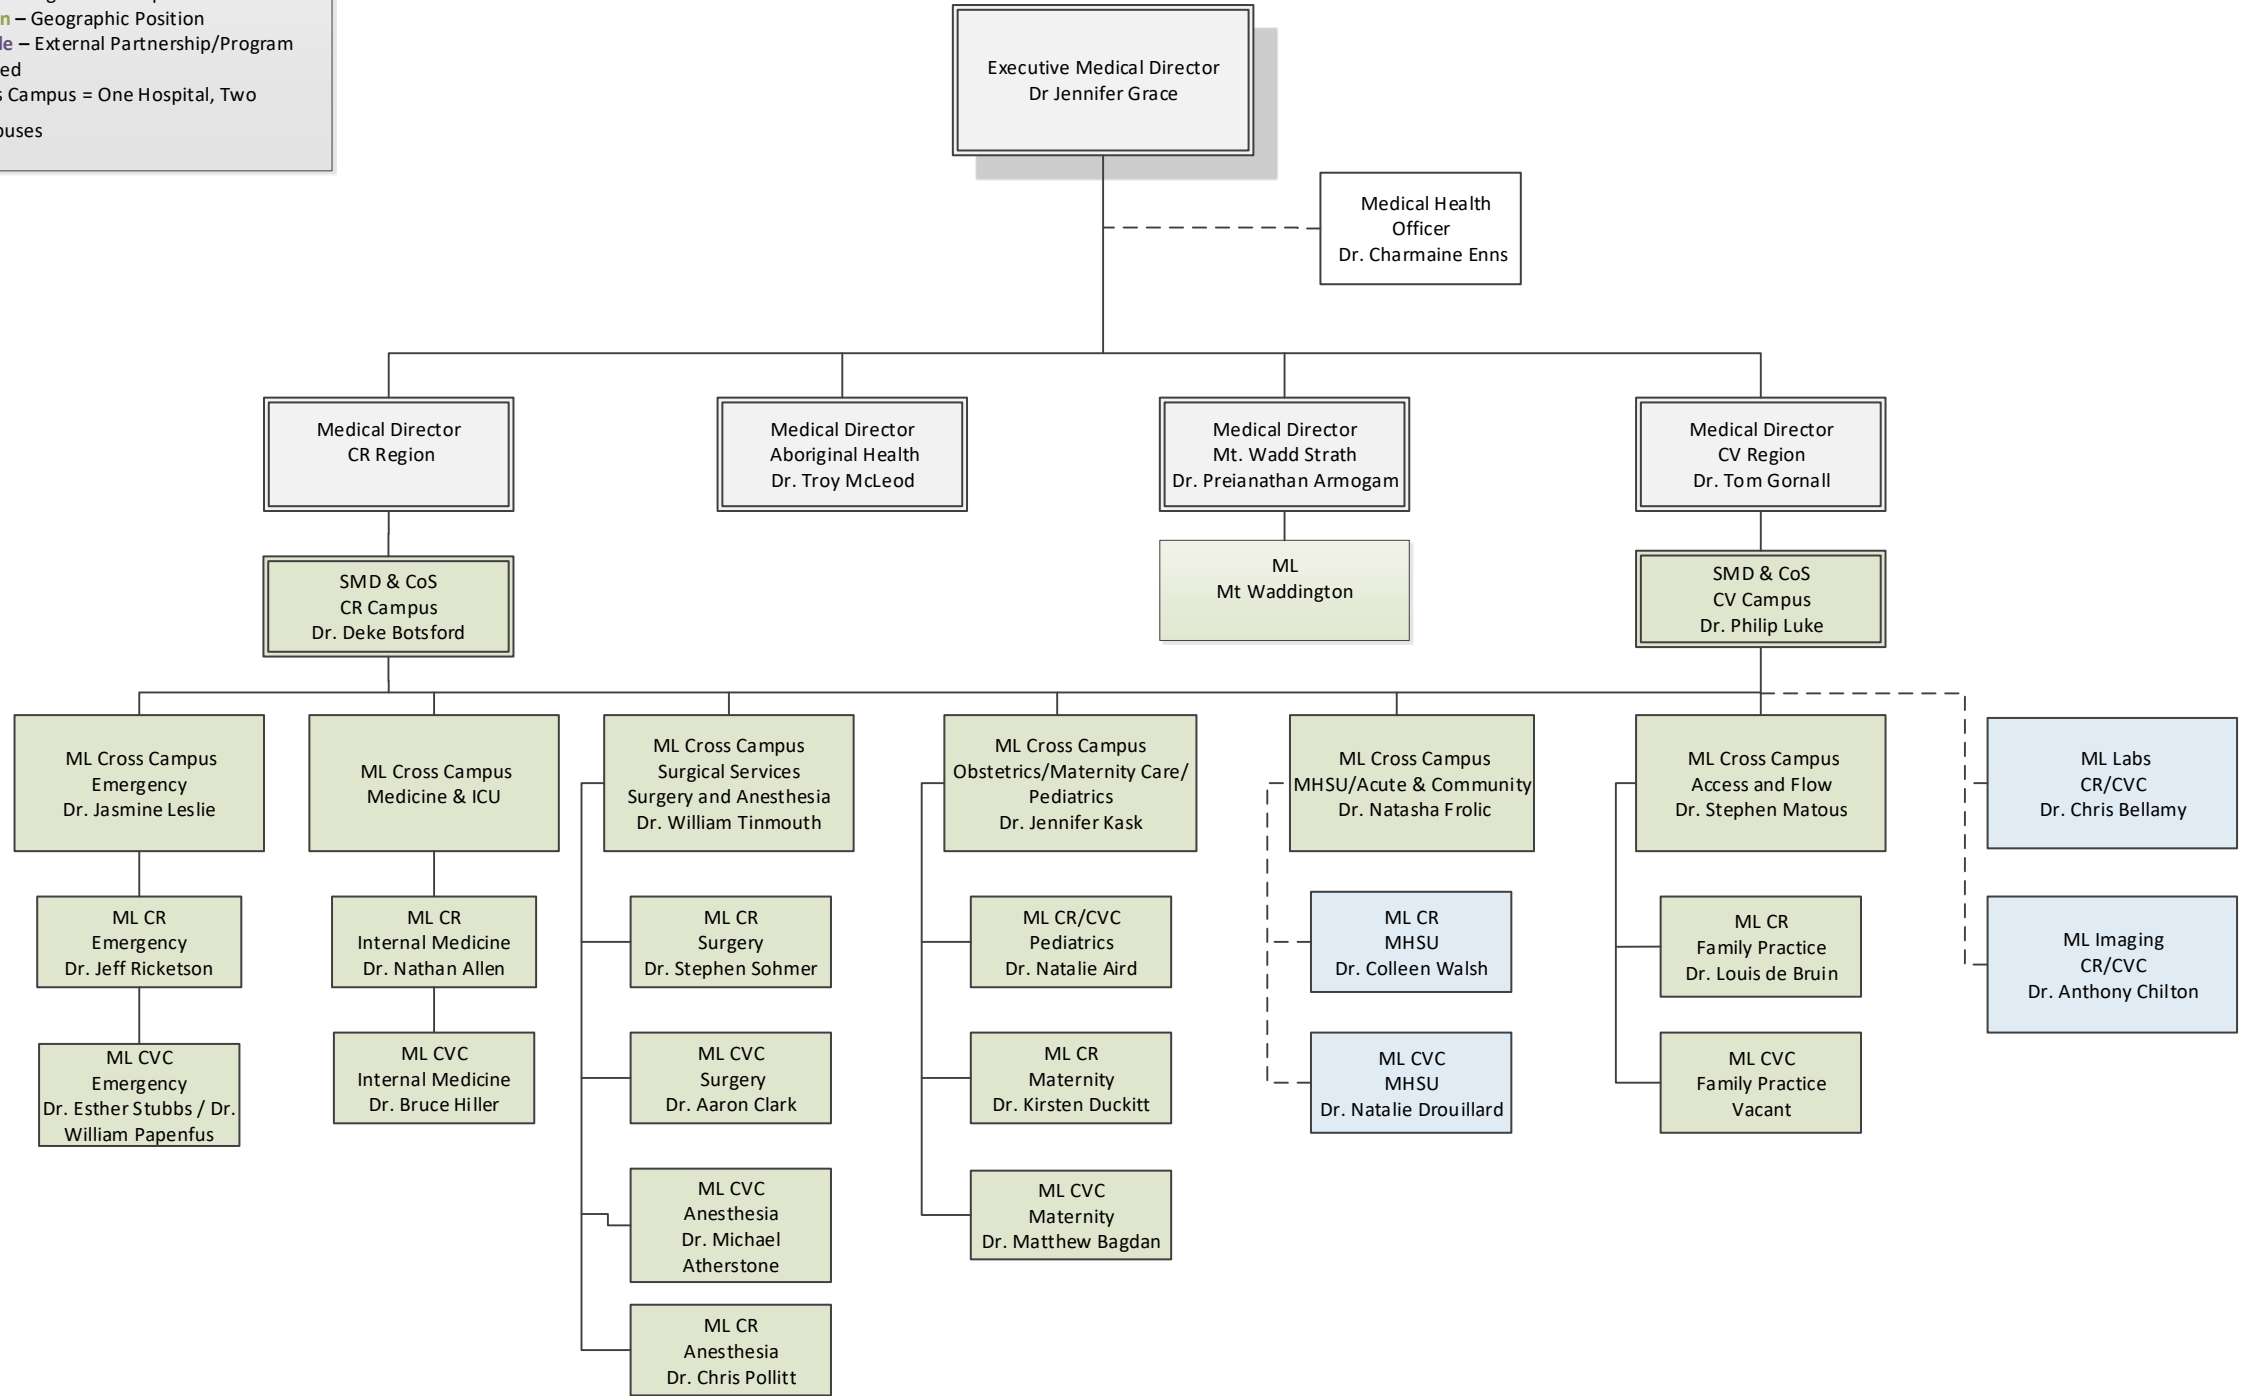 – Geographic Position
– External Partnership/Program
Campus = One Hospital, Two
Executive Medical Director
Dr Jennifer Grace
Medical Health
Officer
Dr. Charmaine Enns
Medical Director
CR Region
Medical Director
Aboriginal Health
Dr. Troy McLeod
Medical Director
Mt. Wadd Strath
Dr. Preianathan Armogam
Medical Director
CV Region
Dr. Tom Gornall
SMD & CoS
CR Campus
Dr. Deke Botsford
ML
Mt Waddington
SMD & CoS
CV Campus
Dr. Philip Luke
ML Cross Campus
Emergency
Dr. Jasmine Leslie
ML Cross Campus
Medicine & ICU
ML Cross Campus
Surgical Services
Surgery and Anesthesia
Dr. William Tinmouth
ML Cross Campus
Obstetrics/Maternity Care/
Pediatrics
Dr. Jennifer Kask
ML Cross Campus
MHSU/Acute & Community
Dr. Natasha Frolic
ML Cross Campus
Access and Flow
Dr. Stephen Matous
ML Labs
CR/CVC
Dr. Chris Bellamy
ML CR
Emergency
Dr. Jeff Ricketson
ML CR
Internal Medicine
Dr. Nathan Allen
ML CR
Surgery
Dr. Stephen Sohmer
ML CR/CVC
Pediatrics
Dr. Natalie Aird
ML CR
MHSU
Dr. Colleen Walsh
ML CR
Family Practice
Dr. Louis de Bruin
ML Imaging
CR/CVC
Dr. Anthony Chilton
ML CVC
Emergency
Dr. Esther Stubbs / Dr.
William Papenfus
ML CVC
Internal Medicine
Dr. Bruce Hiller
ML CVC
Surgery
Dr. Aaron Clark
ML CR
Maternity
Dr. Kirsten Duckitt
ML CVC
MHSU
Dr. Natalie Drouillard
ML CVC
Family Practice
Vacant
ML CVC
Anesthesia
Dr. Michael
Atherstone
ML CVC
Maternity
Dr. Matthew Bagdan
ML CR
Anesthesia
Dr. Chris Pollitt